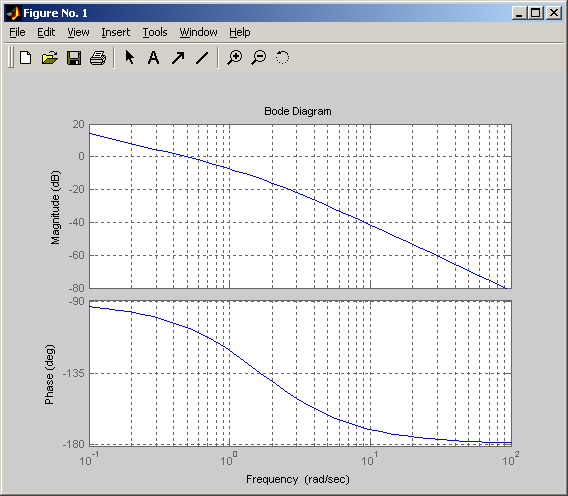 Figure No. 1
File Edit View Insert Tools Window Help
A
Bode Diagram
20
0
-20
-40
-60
-80
Magnitude (dB)
-90
-135
-180
Phase (deg)
10^-1 10^0 10^1 10^2
Frequency (rad/sec)